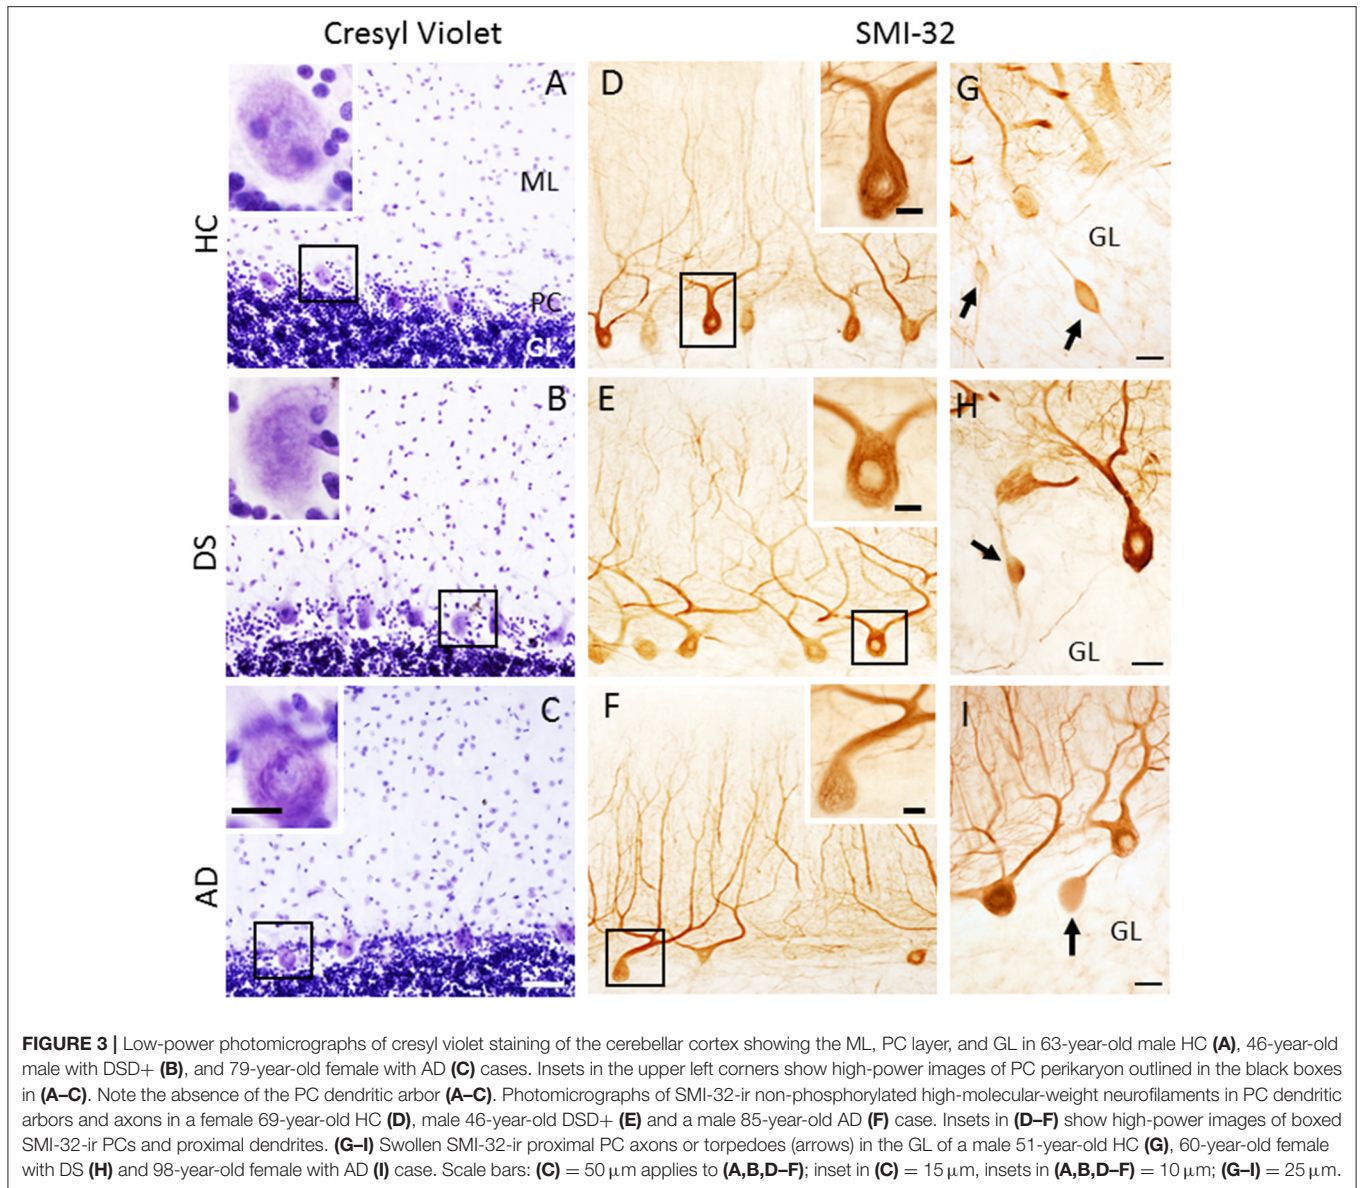 Cresyl Violet
SMI-32
HC
A
ML
PC
GL
D
G
GL
DS
B
E
H
GL
AD
C
F
I
GL
FIGURE 3 | Low-power photomicrographs of cresyl violet staining of the cerebellar cortex showing the ML, PC layer, and GL in 63-year-old male HC (A), 46-year-old
male with DSD+ (B), and 79-year-old female with AD (C) cases. Insets in the upper left corners show high-power images of PC perikaryon outlined in the black boxes
in (A–C). Note the absence of the PC dendritic arbor (A–C). Photomicrographs of SMI-32-ir non-phosphorylated high-molecular-weight neurofilaments in PC dendritic
arbors and axons in a female 69-year-old HC (D), male 46-year-old DSD+ (E) and a male 85-year-old AD (F) case. Insets in (D–F) show high-power images of boxed
SMI-32-ir PCs and proximal dendrites. (G–I) Swollen SMI-32-ir proximal PC axons or torpedoes (arrows) in the GL of a male 51-year-old HC (G), 60-year-old female
with DS (H) and 98-year-old female with AD (I) case. Scale bars: (C) = 50 μm applies to (A,B,D–F); inset in (C) = 15 μm, insets in (A,B,D–F) = 10 μm; (G–I) = 25 μm.